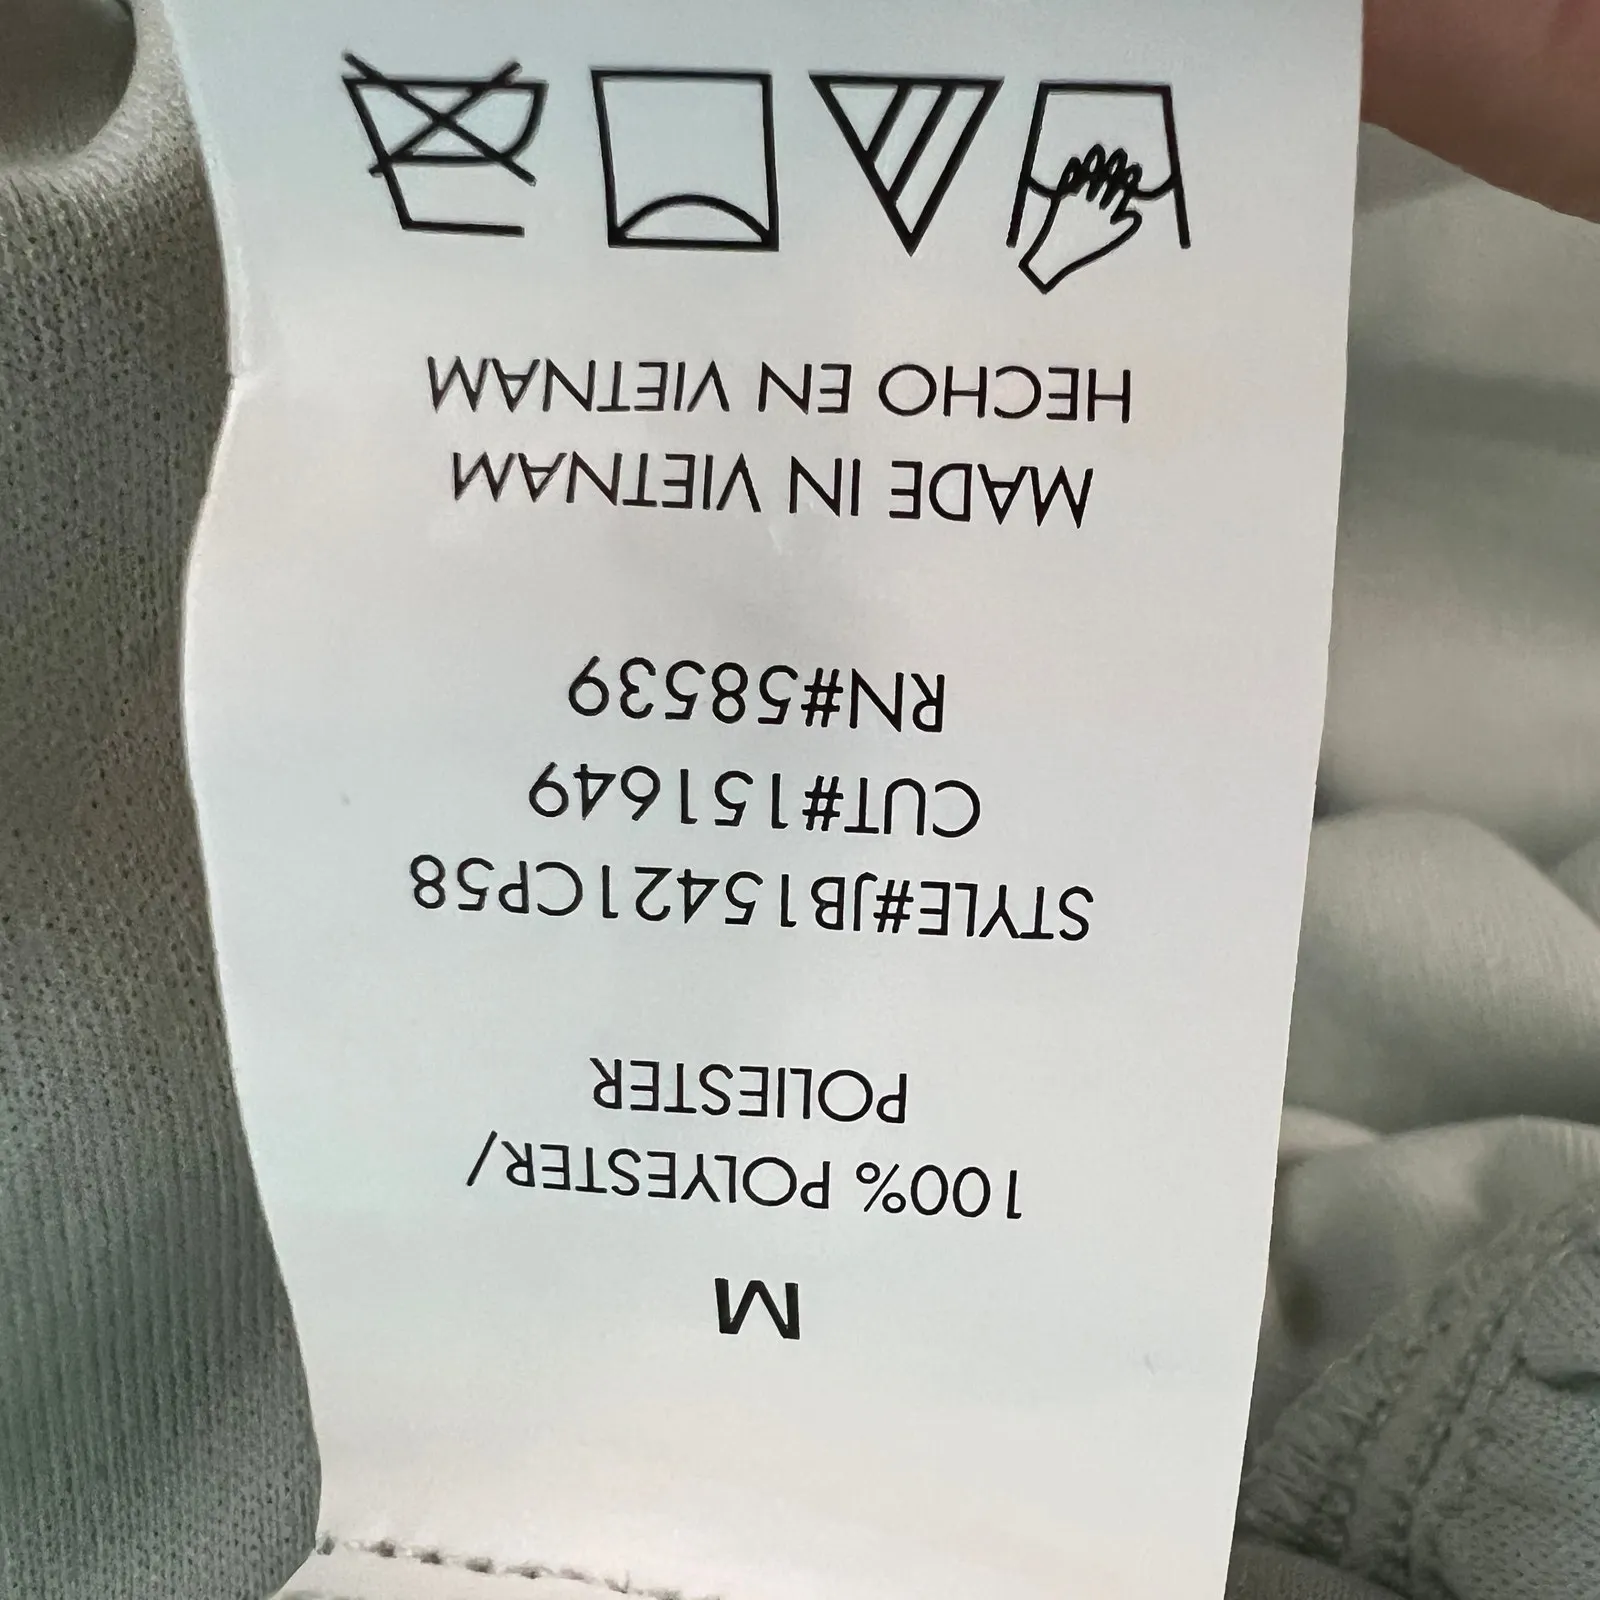 M
100% POLYESTER/
POLIESTER
STYLE#JB15421CP58
CUT#151649
RN#58539
MADE IN VIETNAM
HECHO EN VIETNAM